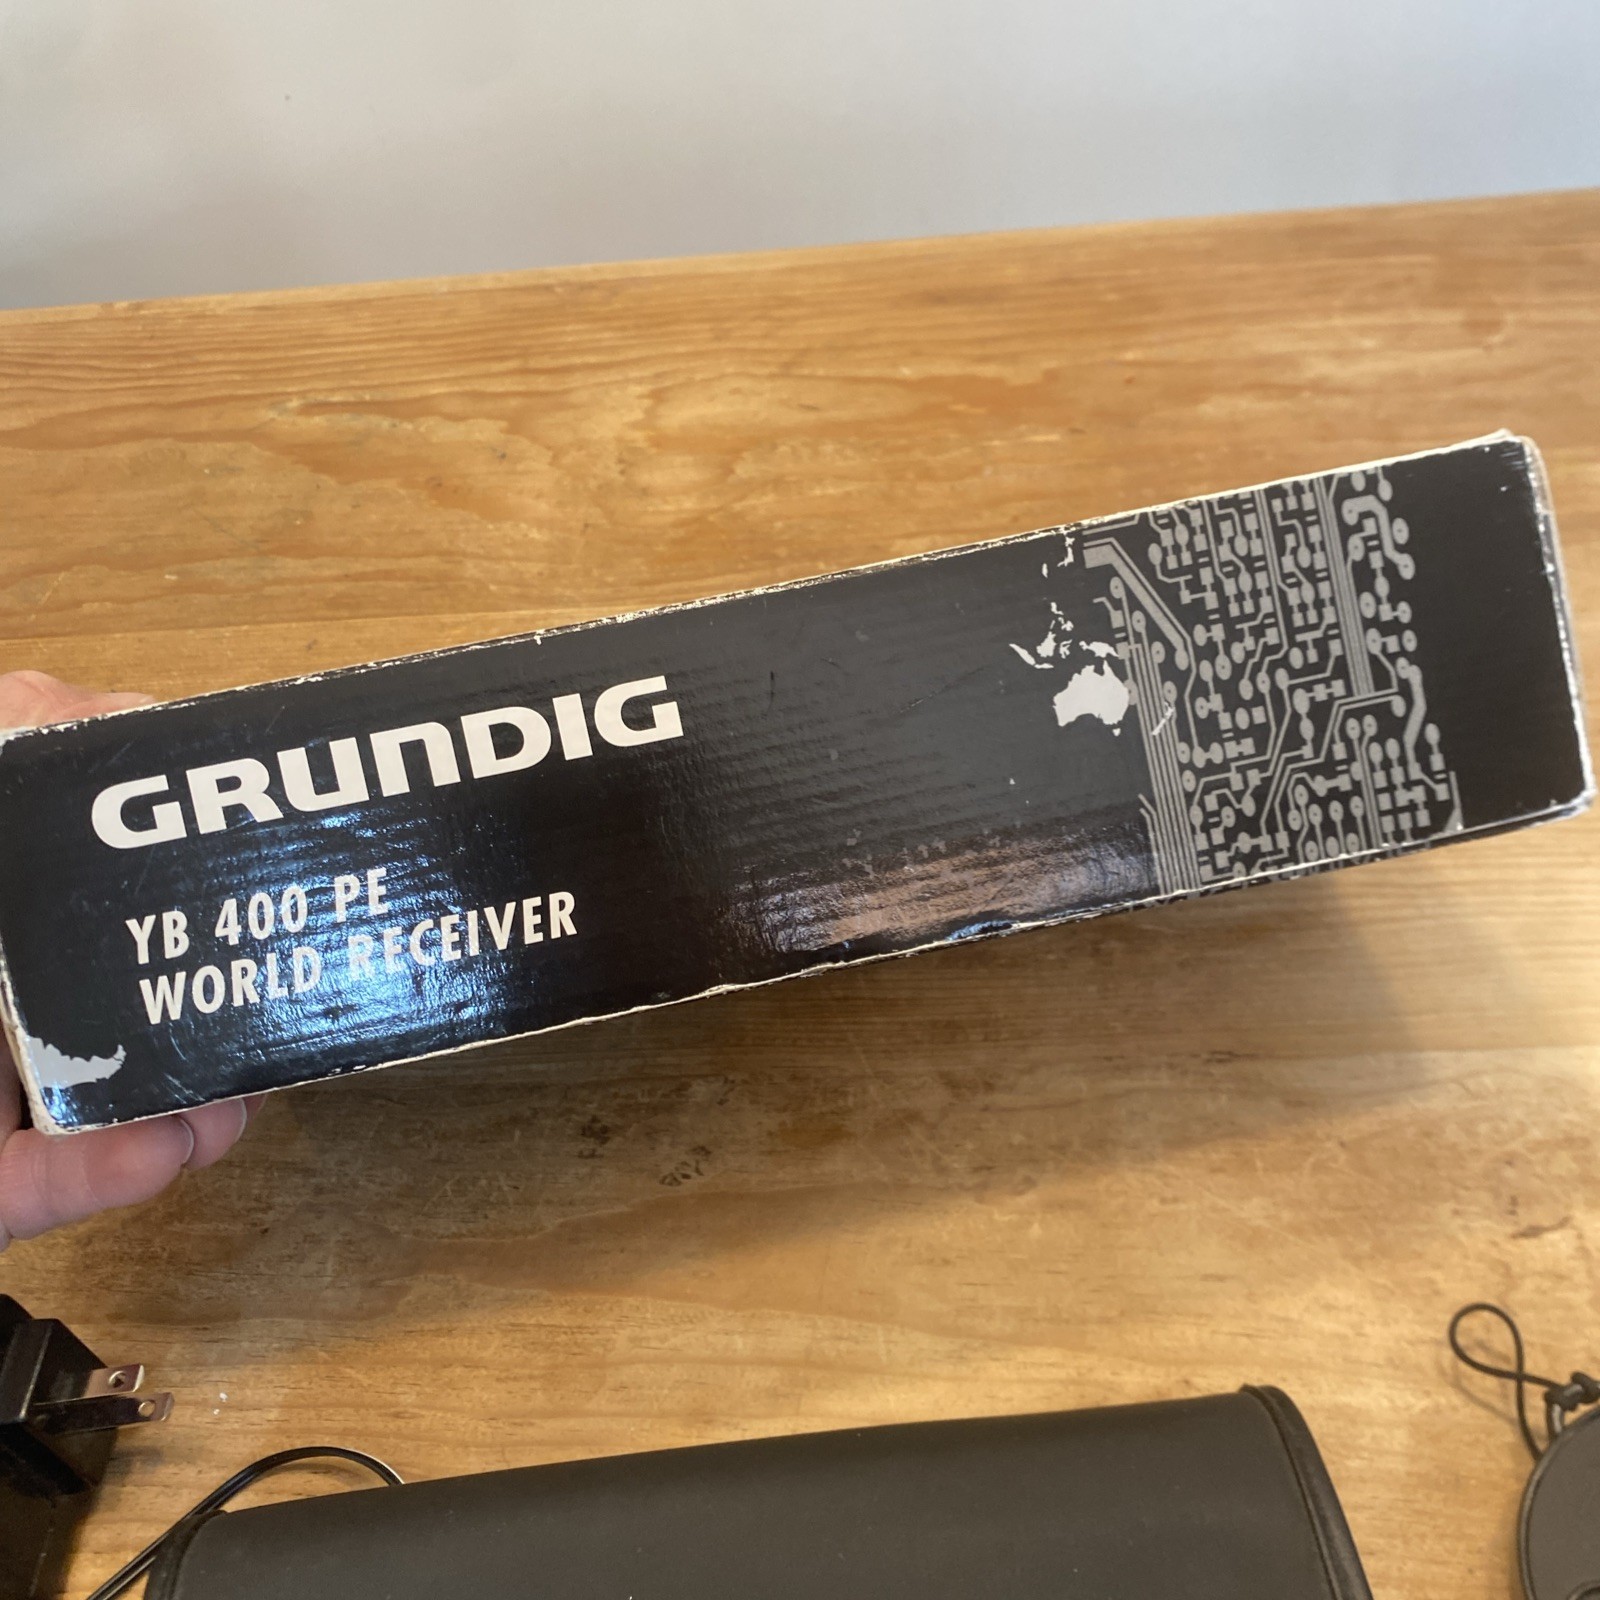 GRUNDIG
YB 400 PE
WORLD RECEIVER